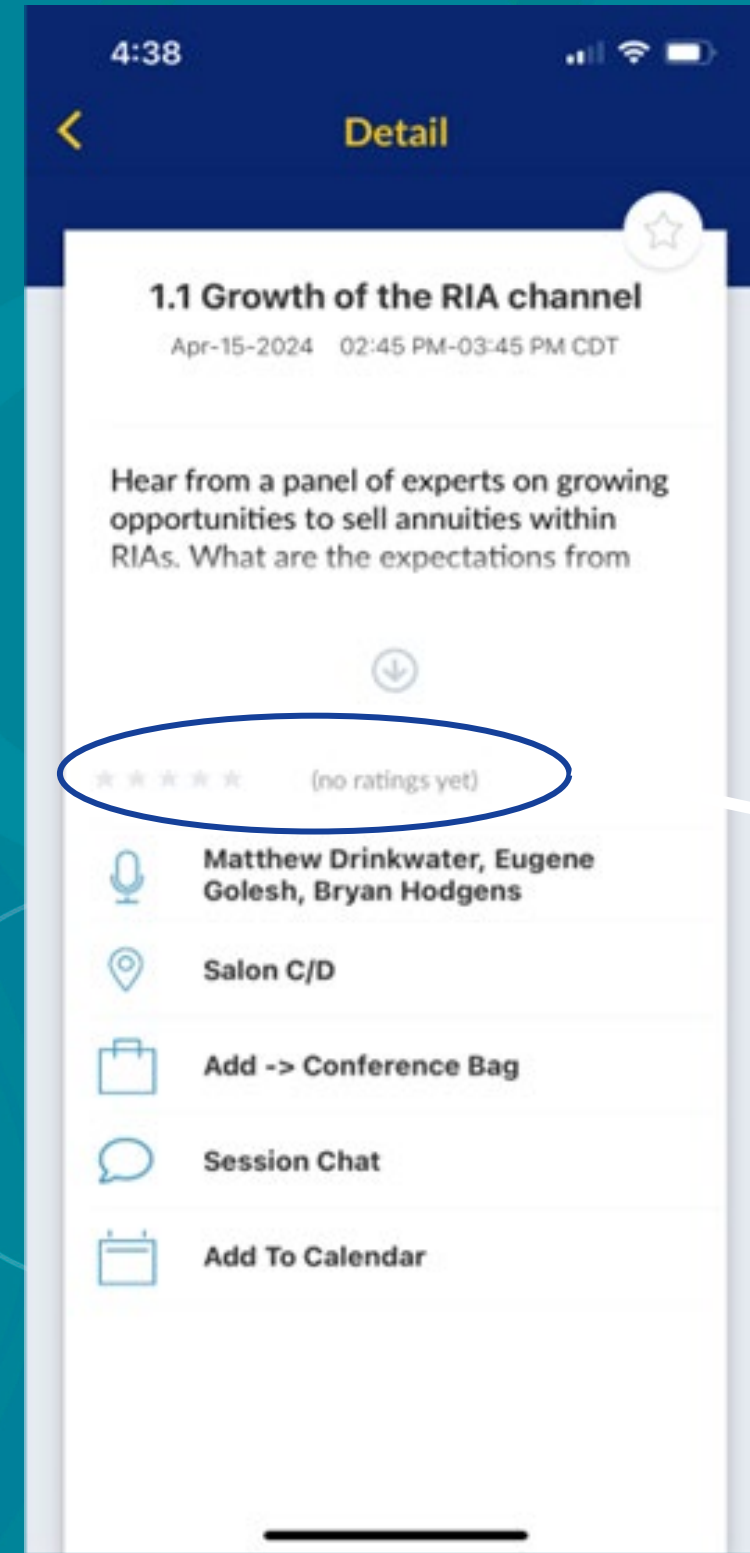 4:38
Detail
1.1 Growth of the RIA channel
Apr-15-2024 02:45 PM-03:45 PM CDT
Hear from a panel of experts on growing
opportunities to sell annuities within
RIAs. What are the expectations from
(no ratings yet)
Matthew Drinkwater, Eugene
Golesh, Bryan Hodgens
Salon C/D
Add -> Conference Bag
Session Chat
Add To Calendar